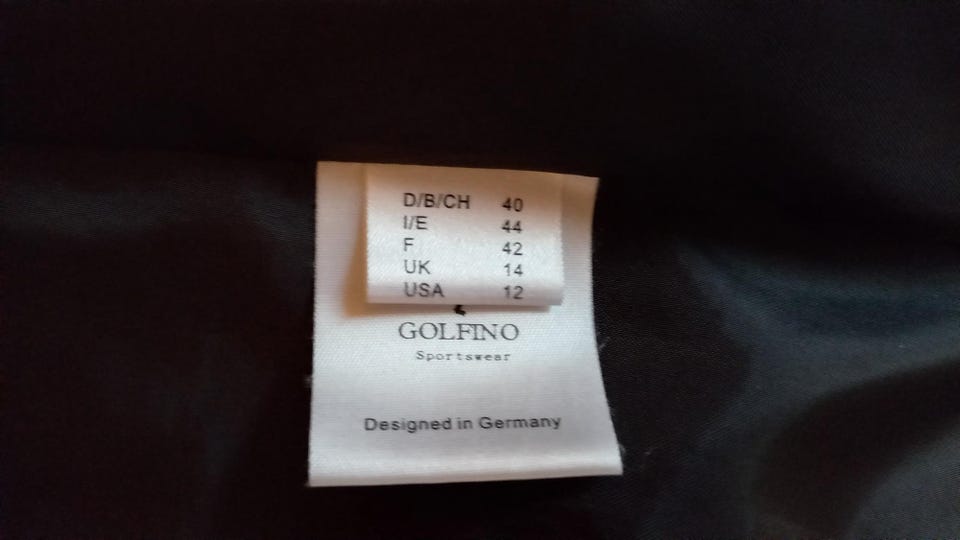 D/B/CH 40
I/E 44
F 42
UK 14
USA 12
GOLFINO
Sportswear
Designed in Germany